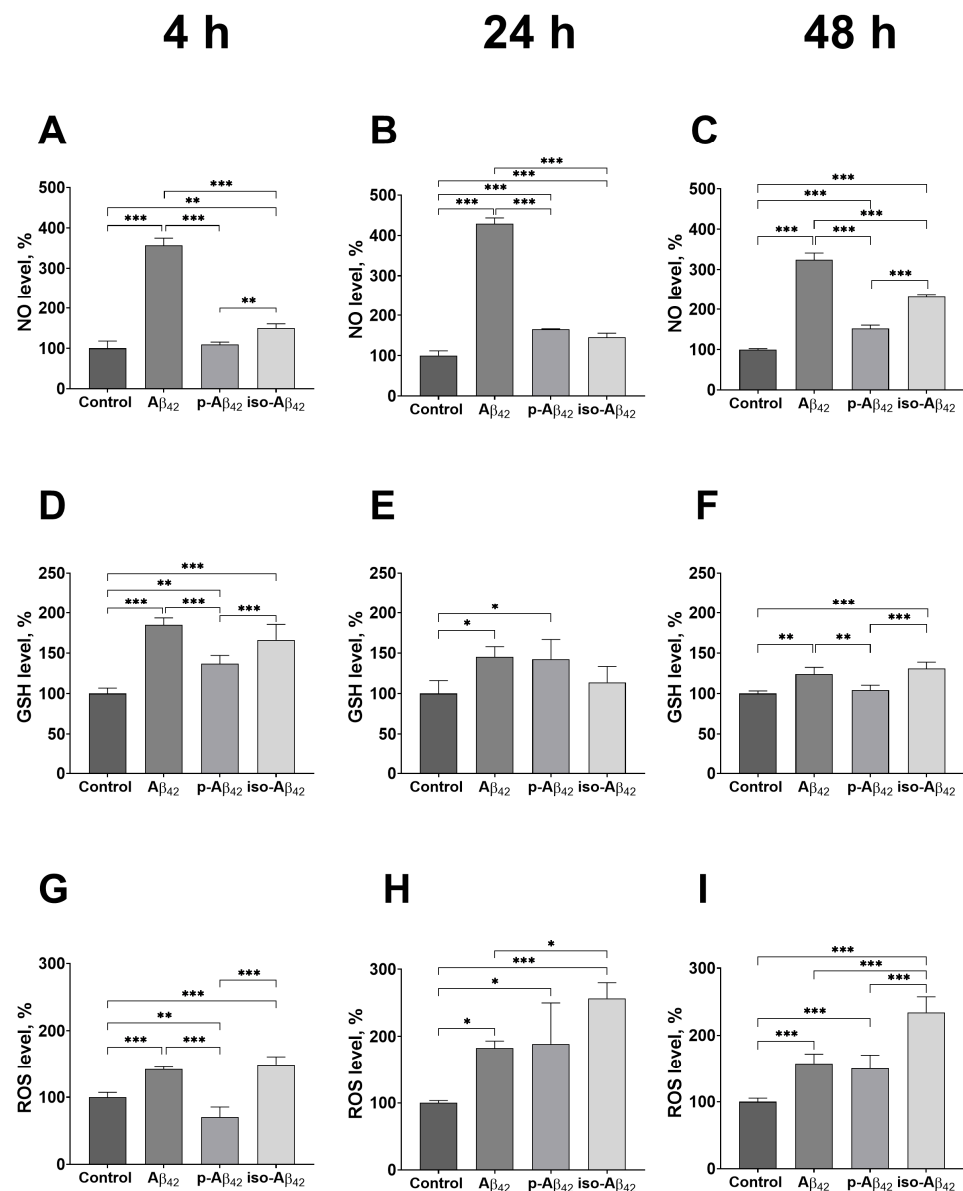 4 h 24 h 48 h
A B C
NO level, % NO level, % NO level, %
500 400 300 200 100 0
*** ** *** *** **
Control Aβ42 p-Aβ42 iso-Aβ42
500 400 300 200 100 0
*** *** *** *** ***
Control Aβ42 p-Aβ42 iso-Aβ42
500 400 300 200 100 0
*** *** *** *** *** ***
Control Aβ42 p-Aβ42 iso-Aβ42
D E F
GSH level, % GSH level, % GSH level, %
250 200 150 100 50 0
*** ** *** *** ***
Control Aβ42 p-Aβ42 iso-Aβ42
250 200 150 100 50 0
* *
Control Aβ42 p-Aβ42 iso-Aβ42
250 200 150 100 50 0
*** *** ** **
Control Aβ42 p-Aβ42 iso-Aβ42
G H I
ROS level, % ROS level, % ROS level, %
300 200 100 0
*** *** ** *** ***
Control Aβ42 p-Aβ42 iso-Aβ42
300 200 100 0
* *** * *
Control Aβ42 p-Aβ42 iso-Aβ42
300 200 100 0
*** *** *** *** ***
Control Aβ42 p-Aβ42 iso-Aβ42